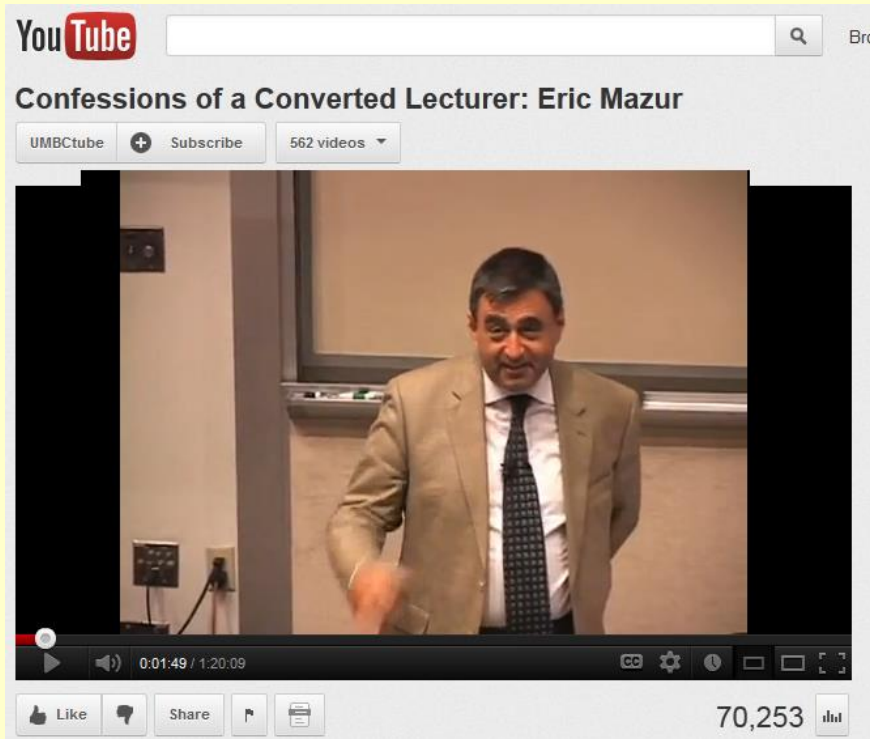 YouTube
Bro
Confessions of a Converted Lecturer: Eric Mazur
UMBCtube Subscribe 562 videos
0:01:49 / 1:20:09 CC
Like Share 70,253